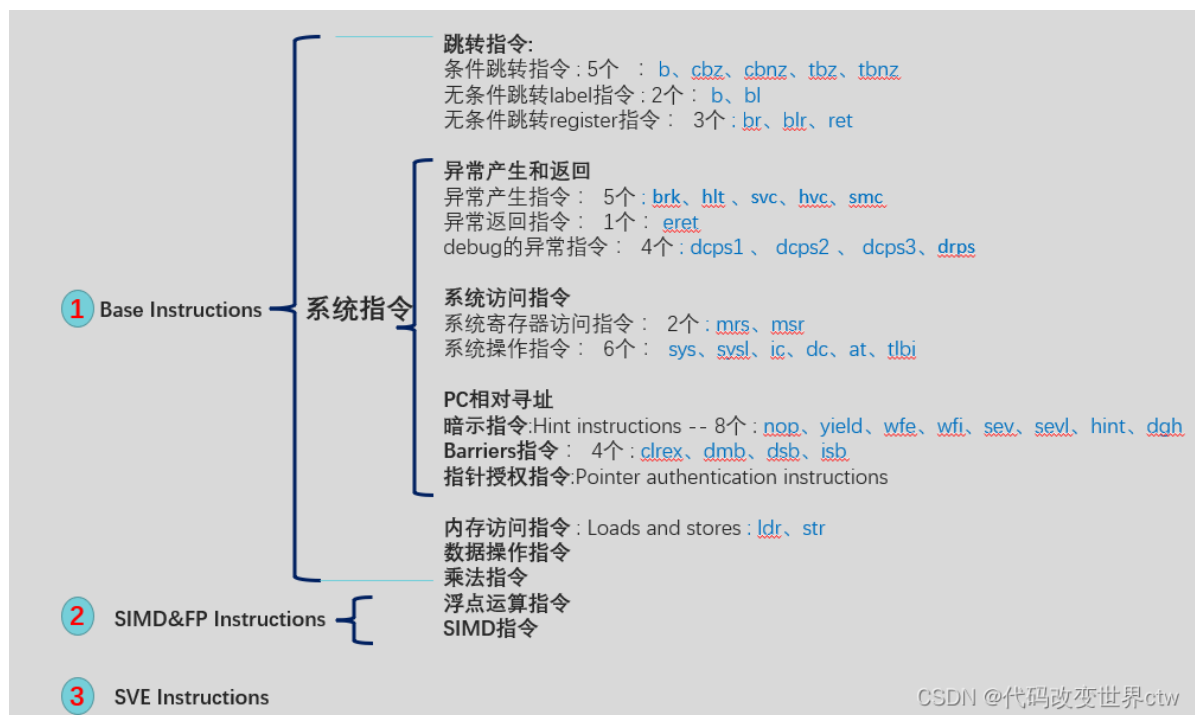 跳转指令:
条件跳转指令 : 5个 : b、cbz、cbnz、tbz、tbnz
无条件跳转label指令 : 2个 : b、bl
无条件跳转register指令 : 3个 : br、blr、ret
异常产生和返回
异常产生指令 : 5个 : brk、hlt 、svc、hvc、smc
异常返回指令 : 1个 : eret
debug的异常指令 : 4个 : dcps1 、 dcps2 、 dcps3、drps
系统访问指令
系统寄存器访问指令 : 2个 : mrs、msr
系统操作指令 : 6个 : sys、sysl、ic、dc、at、tlbi
1 Base Instructions
系统指令
PC相对寻址
暗示指令:Hint instructions -- 8个 : nop、yield、wfe、wfi、sev、sevl、hint、dgh
Barriers指令 : 4个 : clrex、dmb、dsb、isb
指针授权指令:Pointer authentication instructions
内存访问指令 : Loads and stores : ldr、str
数据操作指令
乘法指令
2 SIMD&FP Instructions
浮点运算指令
SIMD指令
3 SVE Instructions
CSDN @代码改变世界ctw